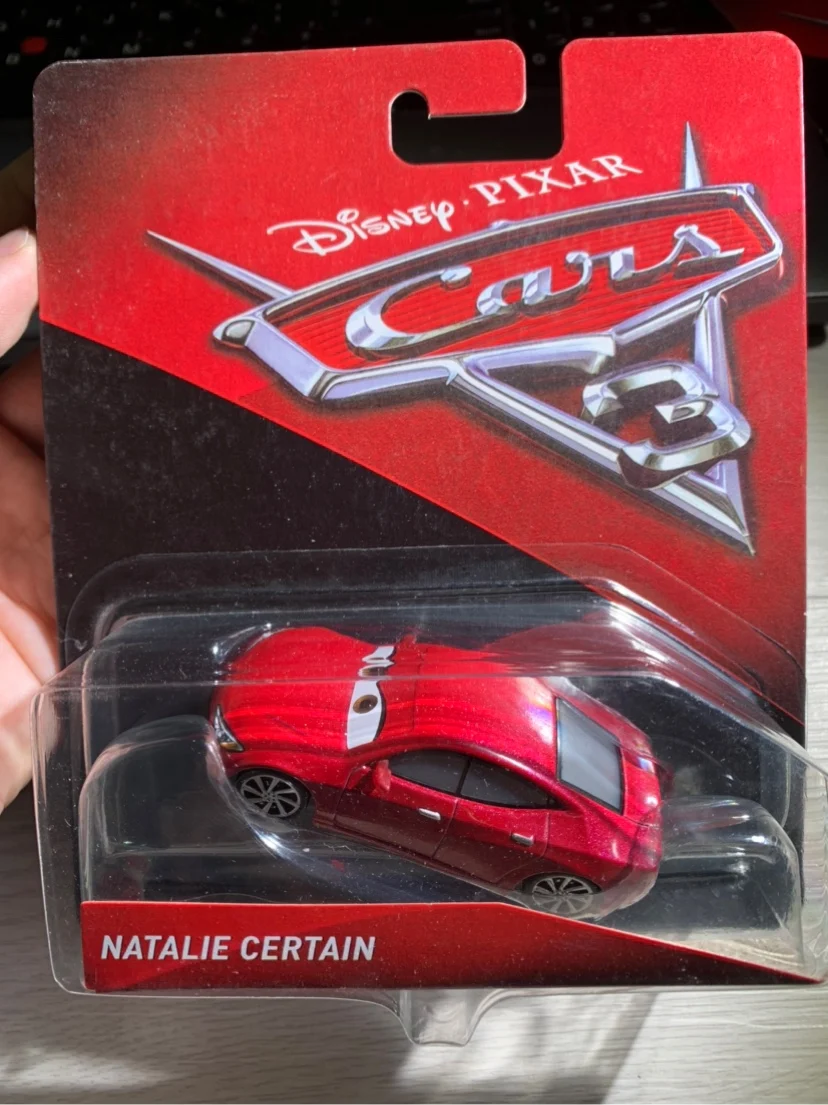 Disney · PIXAR
Cars
3
NATALIE CERTAIN